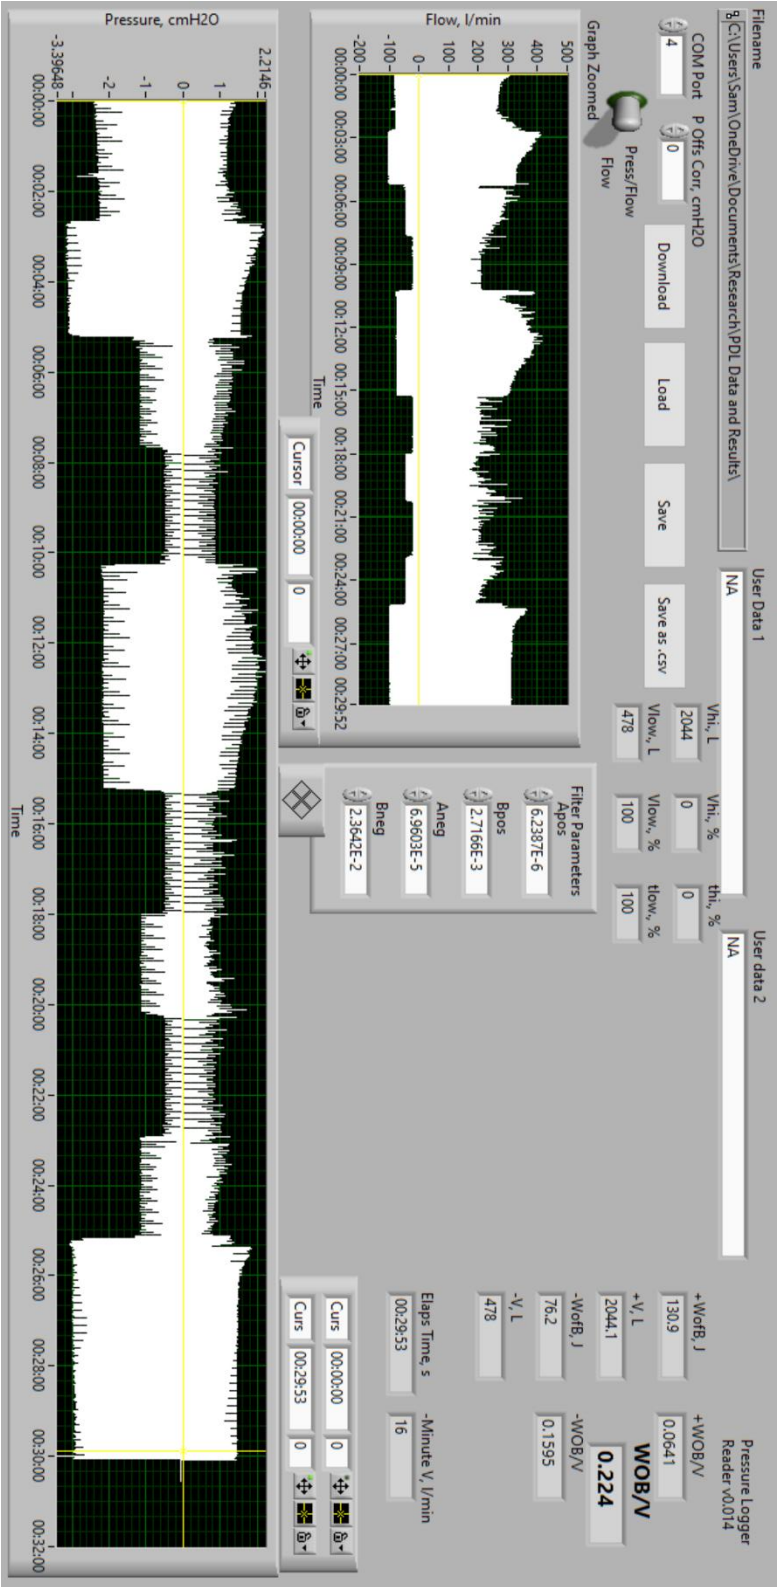 Filename
C:\Users\Sam\OneDrive\Documents\Research\PDL Data and Results\
User Data 1
NA
User data 2
NA
Pressure Logger
Reader v0.014
COM Port
4
P Offs Corr, cmH2O
0
Download
Load
Save
Save as .csv
Vhi, L
2044
Vhi, %
0
thi, %
0
Vlow, L
478
Vlow, %
100
tlow, %
100
+WofB, J
130.9
+WOB/V
0.0641
+V, L
2044.1
WOB/V
0.224
-WofB, J
76.2
-WOB/V
0.1595
-V, L
478
Elaps Time, s
00:29:53
-Minute V, l/min
16
Press/Flow
Flow
Graph Zoomed
Flow, l/min
500
400
300
200
100
0
-100
-200
00:00:00 00:03:00 00:06:00 00:09:00 00:12:00 00:15:00 00:18:00 00:21:00 00:24:00 00:27:00 00:29:52
Time
Cursor 00:00:00 0
Filter Parameters
Apos
6.2387E-6
Bpos
2.7166E-3
Aneg
6.9603E-5
Bneg
2.3642E-2
Curs 00:00:00 0
Curs 00:29:53 0
Pressure, cmH2O
2.2146
1
0
-1
-2
-3.39648
00:00:00 00:02:00 00:04:00 00:06:00 00:08:00 00:10:00 00:12:00 00:14:00 00:16:00 00:18:00 00:20:00 00:22:00 00:24:00 00:26:00 00:28:00 00:30:00 00:32:00
Time